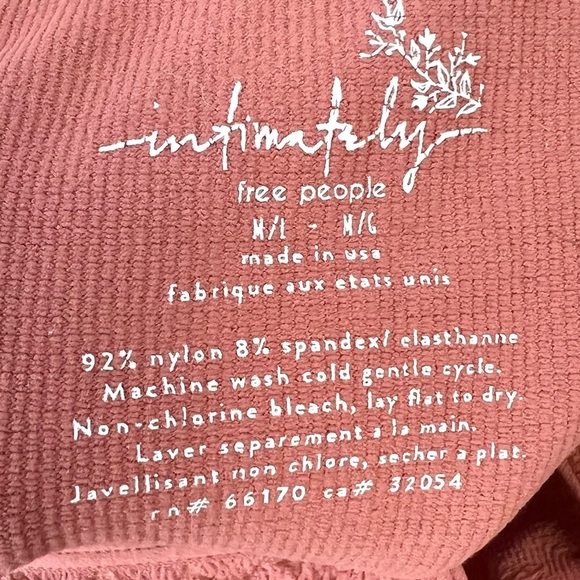 intimately
free people
M/L - M/G
made in usa
fabrique aux etats unis
92% nylon 8% spandex/ elasthanne
Machine wash cold gentle cycle.
Non-chlorine bleach, lay flat to dry.
Laver separement a la main.
Javellisant non chlore, secher a plat.
rn# 66170 ca# 32054